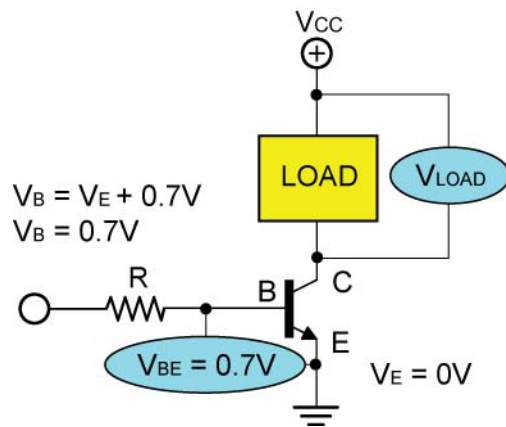 VCC
+
LOAD
VLOAD
VB = VE + 0.7V
VB = 0.7V
R
B
C
E
VBE = 0.7V
VE = 0V